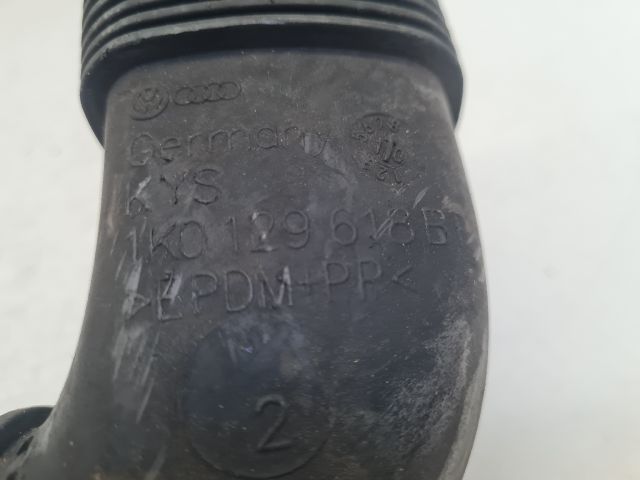 Germany
KYS
1K0 129 618 B
>EPDM+PP<
2